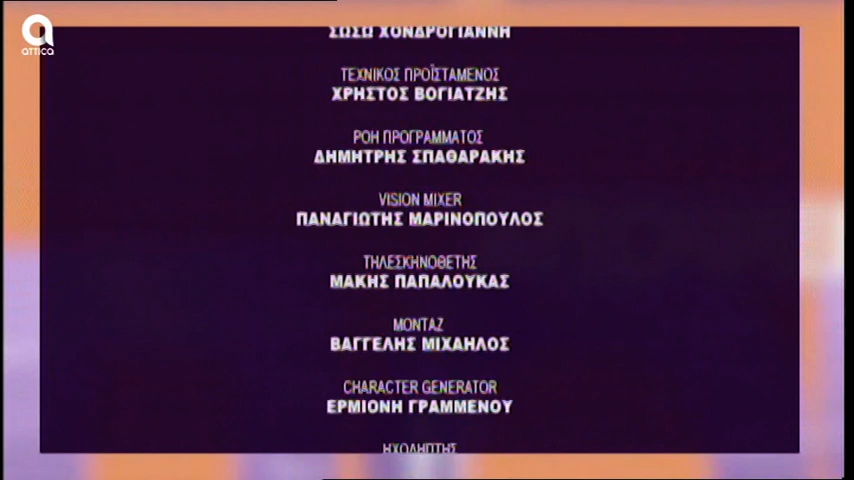 attica
ΣΩΣΩ ΧΟΝΔΡΟΓΙΑΝΝΗ
ΤΕΧΝΙΚΟΣ ΠΡΟΪΣΤΑΜΕΝΟΣ
ΧΡΗΣΤΟΣ ΒΟΓΙΑΤΖΗΣ
ΡΟΗ ΠΡΟΓΡΑΜΜΑΤΟΣ
ΔΗΜΗΤΡΗΣ ΣΠΑΘΑΡΑΚΗΣ
VISION MIXER
ΠΑΝΑΓΙΩΤΗΣ ΜΑΡΙΝΟΠΟΥΛΟΣ
ΤΗΛΕΣΚΗΝΟΘΕΤΗΣ
ΜΑΚΗΣ ΠΑΠΑΛΟΥΚΑΣ
ΜΟΝΤΑΖ
ΒΑΓΓΕΛΗΣ ΜΙΧΑΗΛΟΣ
CHARACTER GENERATOR
ΕΡΜΙΟΝΗ ΓΡΑΜΜΕΝΟΥ
ΗΧΟΛΗΠΤΗΣ